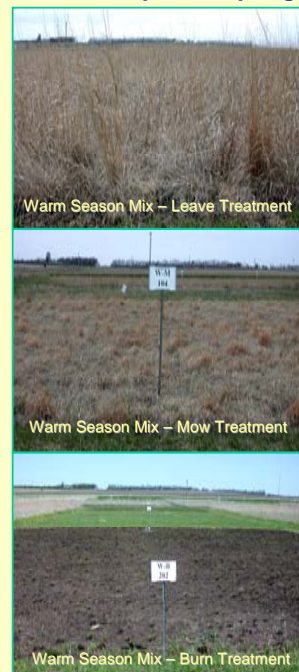 Warm Season Mix – Leave Treatment
W-M
104
Warm Season Mix – Mow Treatment
W-B
202
Warm Season Mix – Burn Treatment